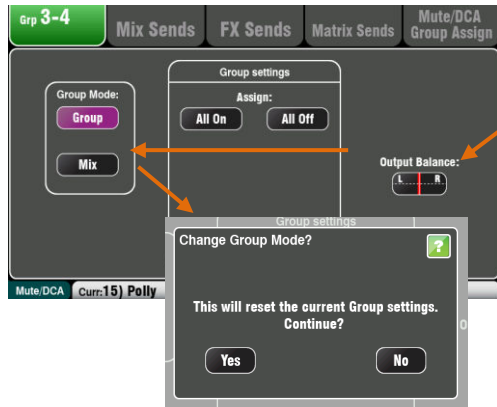 Grp 3-4
Mix Sends
FX Sends
Matrix Sends
Mute/DCA
Group Assign
Group settings
Group Mode:
Assign:
Group
All On
All Off
Mix
Output Balance:
L R
Group settings
Change Group Mode?
?
Mute/DCA
Curr:15) Polly
This will reset the current Group settings.
Continue?
Yes
No